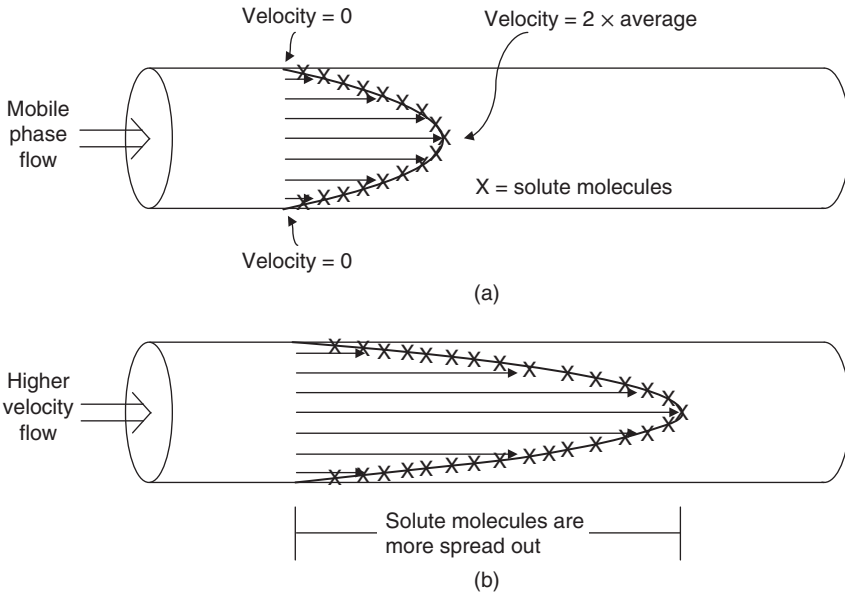 Velocity = 0
Velocity = 2 × average
Mobile
phase
flow
X = solute molecules
Velocity = 0
(a)
Higher
velocity
flow
Solute molecules are
more spread out
(b)